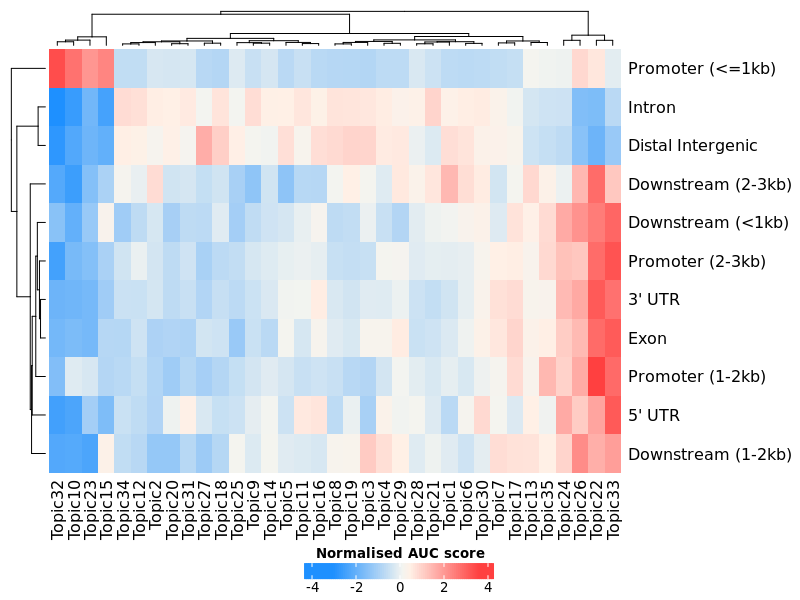 Promoter (<=1kb)
Intron
Distal Intergenic
Downstream (2-3kb)
Downstream (<1kb)
Promoter (2-3kb)
3' UTR
Exon
Promoter (1-2kb)
5' UTR
Downstream (1-2kb)
Topic32
Topic10
Topic23
Topic15
Topic34
Topic12
Topic2
Topic20
Topic31
Topic27
Topic18
Topic25
Topic9
Topic14
Topic5
Topic11
Topic16
Topic8
Topic19
Topic3
Topic4
Topic29
Topic28
Topic21
Topic1
Topic6
Topic30
Topic7
Topic17
Topic13
Topic35
Topic24
Topic26
Topic22
Topic33
Normalised AUC score
-4 -2 0 2 4